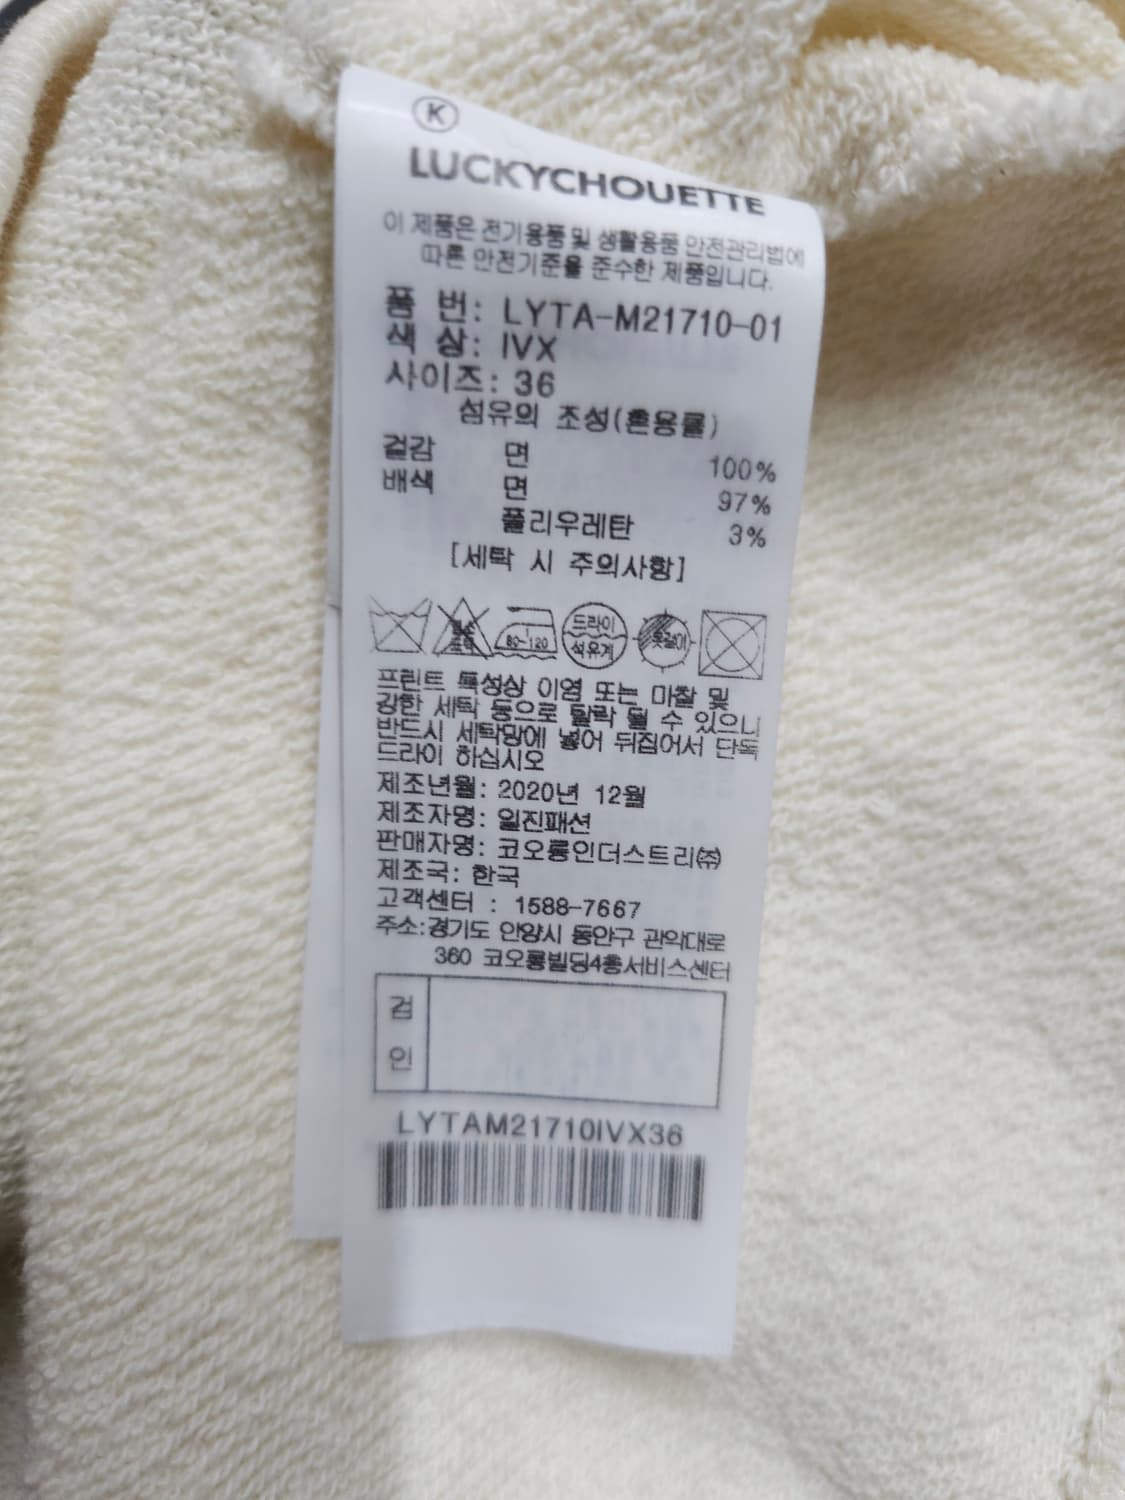 K
LUCKYCHOUETTE
이 제품은 전기용품 및 생활용품 안전관리법에
따른 안전기준을 준수한 제품입니다.
품 번: LYTA-M21710-01
색 상: IVX
사이즈: 36
섬유의 조성(혼용률)
겉감 면 100%
배색 면 97%
폴리우레탄 3%
[세탁 시 주의사항]
염소 표백 80-120 드라이 석유계 옷걸이
프린트 특성상 이염 또는 마찰 및
강한 세탁 등으로 탈락 될 수 있으니
반드시 세탁망에 넣어 뒤집어서 단독
드라이 하십시오
제조년월: 2020년 12월
제조자명: 일진패션
판매자명: 코오롱인더스트리㈜
제조국: 한국
고객센터 : 1588-7667
주소:경기도 안양시 동안구 관악대로
360 코오롱빌딩4층서비스센터
검
인
LYTAM21710IVX36